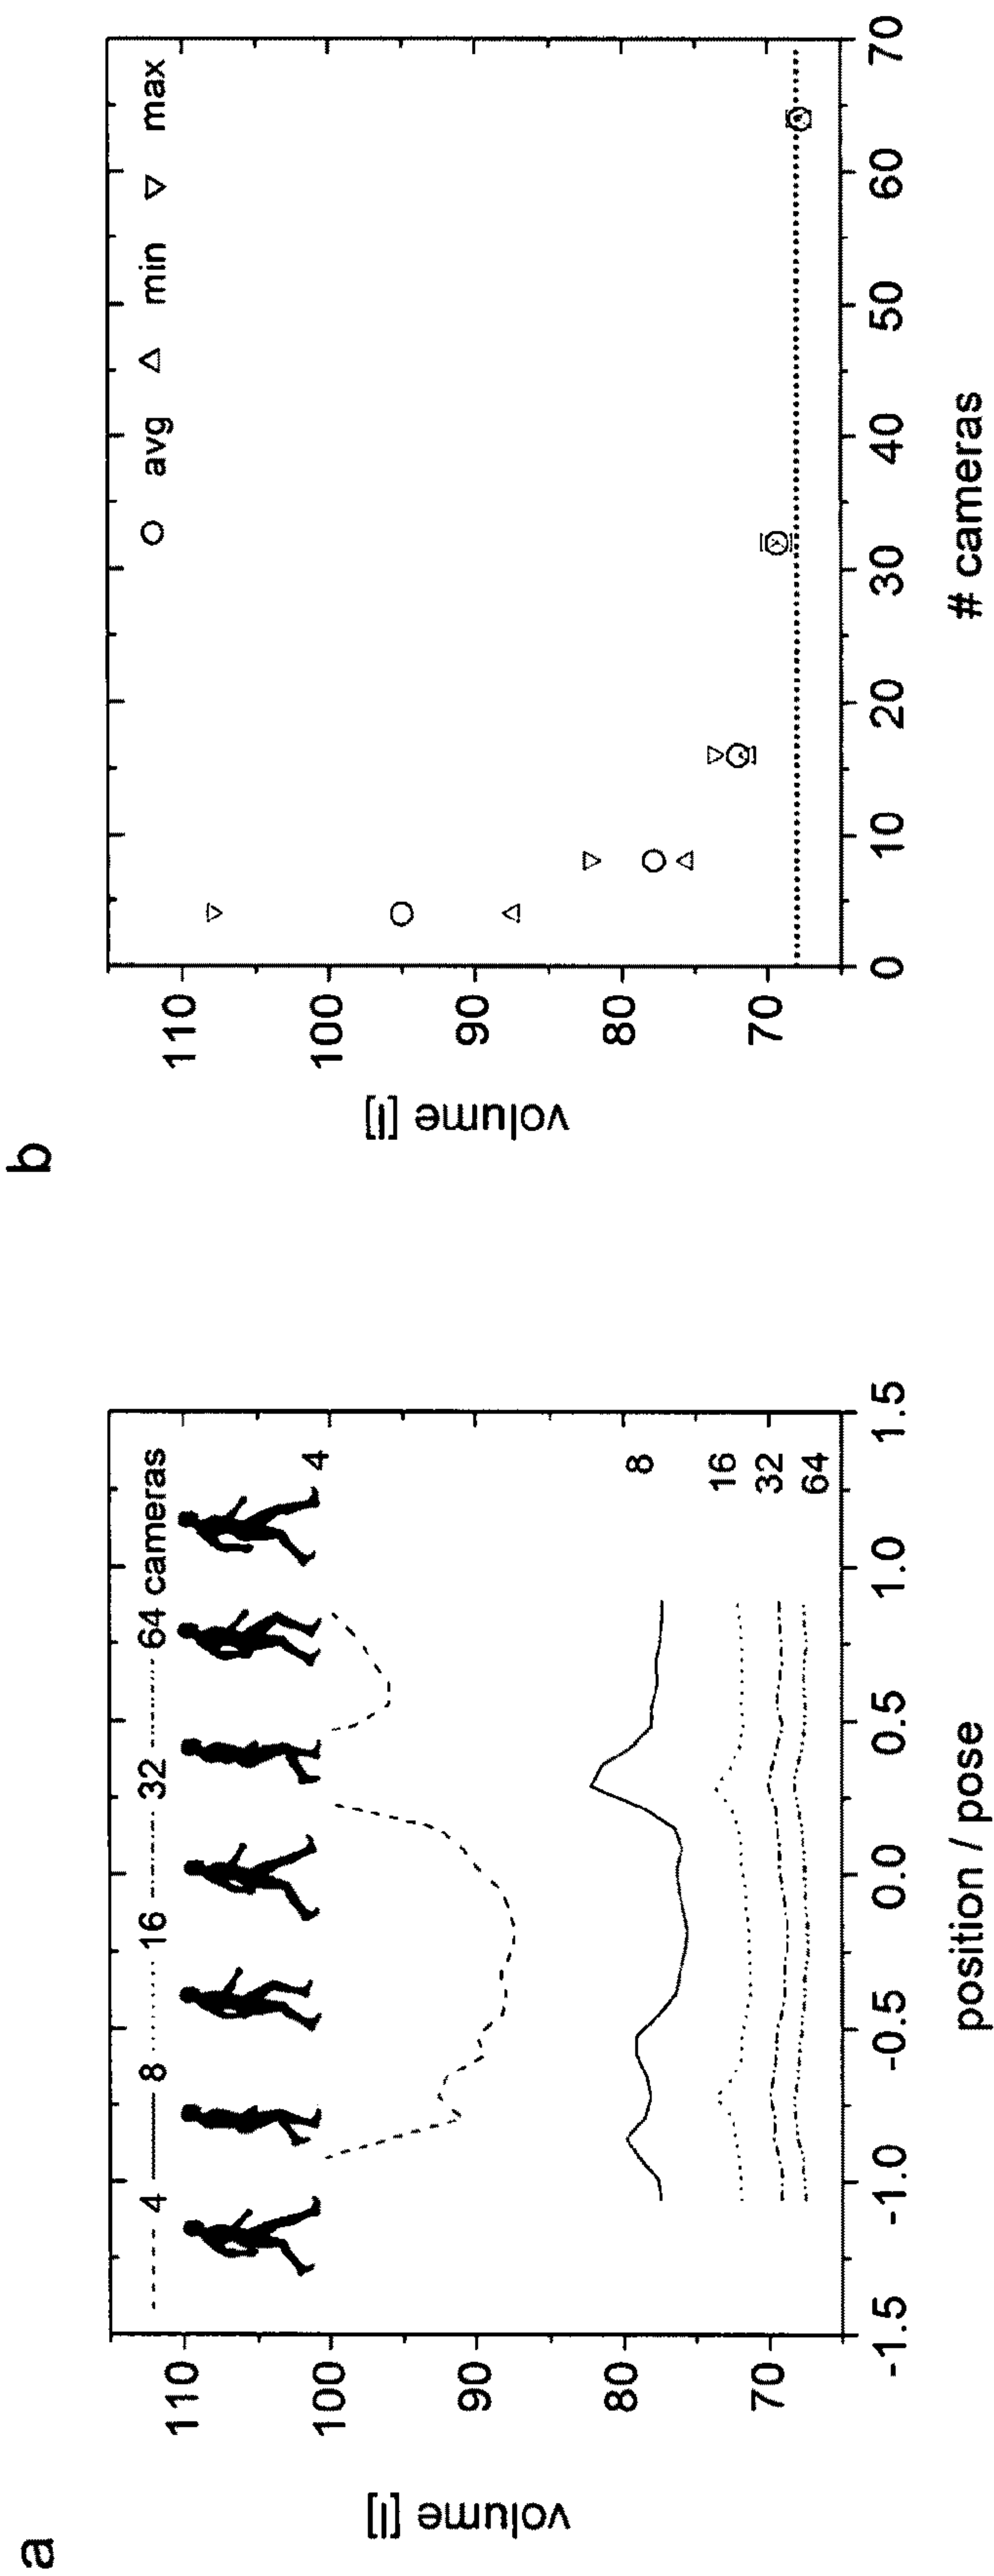 a
4 8 16 32 64 cameras
110
100
90
80
70
volume [l]
4
8
16
32
64
-1.5 -1.0 -0.5 0.0 0.5 1.0 1.5
position / pose
b
avg min max
110
100
90
80
70
volume [l]
0 10 20 30 40 50 60 70
# cameras